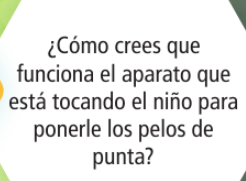 ¿Cómo crees que
funciona el aparato que
está tocando el niño para
ponerle los pelos de
punta?